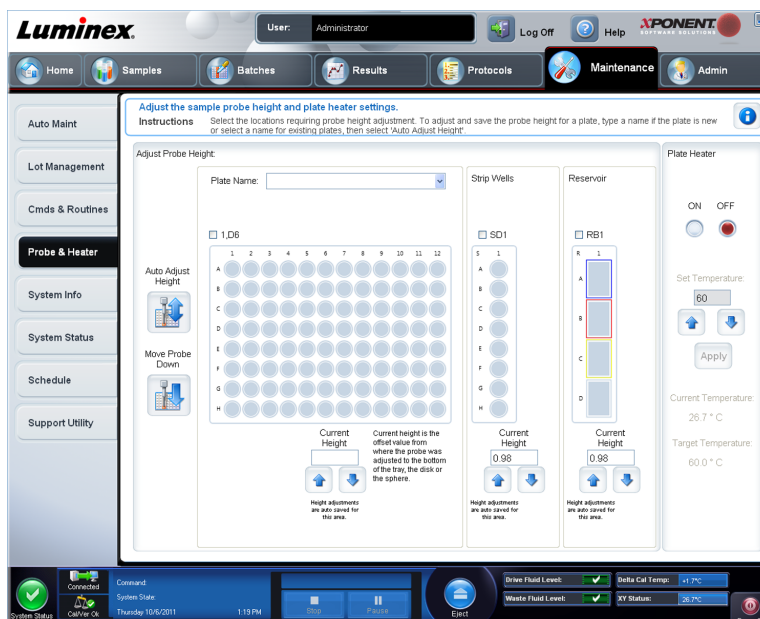 Luminex.
User: Administrator
Log Off
Help
XPONENT
SOFTWARE SOLUTIONS
Home
Samples
Batches
Results
Protocols
Maintenance
Admin
Auto Maint
Lot Management
Cmds & Routines
Probe & Heater
System Info
System Status
Schedule
Support Utility
Adjust the sample probe height and plate heater settings.
Instructions
Select the locations requiring probe height adjustment. To adjust and save the probe height for a plate, type a name if the plate is new
or select a name for existing plates, then select 'Auto Adjust Height'.
Adjust Probe Height:
Plate Name:
1,D6
1 2 3 4 5 6 7 8 9 10 11 12
A
B
C
D
E
F
G
H
Auto Adjust
Height
Move Probe
Down
Current
Height
Current height is the
offset value from
where the probe was
adjusted to the bottom
of the tray, the disk or
the sphere.
Height adjustments
are auto saved for
this area.
Strip Wells
SD1
S 1
A
B
C
D
E
F
G
H
Current
Height
0.98
Height adjustments
are auto saved for
this area.
Reservoir
RB1
R 1
A
B
C
D
Current
Height
0.98
Height adjustments
are auto saved for
this area.
Plate Heater
ON OFF
Set Temperature:
60
Apply
Current Temperature:
26.7 ° C
Target Temperature:
60.0 ° C
System Status
Connected
Cal/Ver Ok
Command:
System State:
Thursday 10/6/2011 1:19 PM
Stop
Pause
Eject
Drive Fluid Level:
Waste Fluid Level:
Delta Cal Temp: +1.7°C
XY Status: 26.7°C